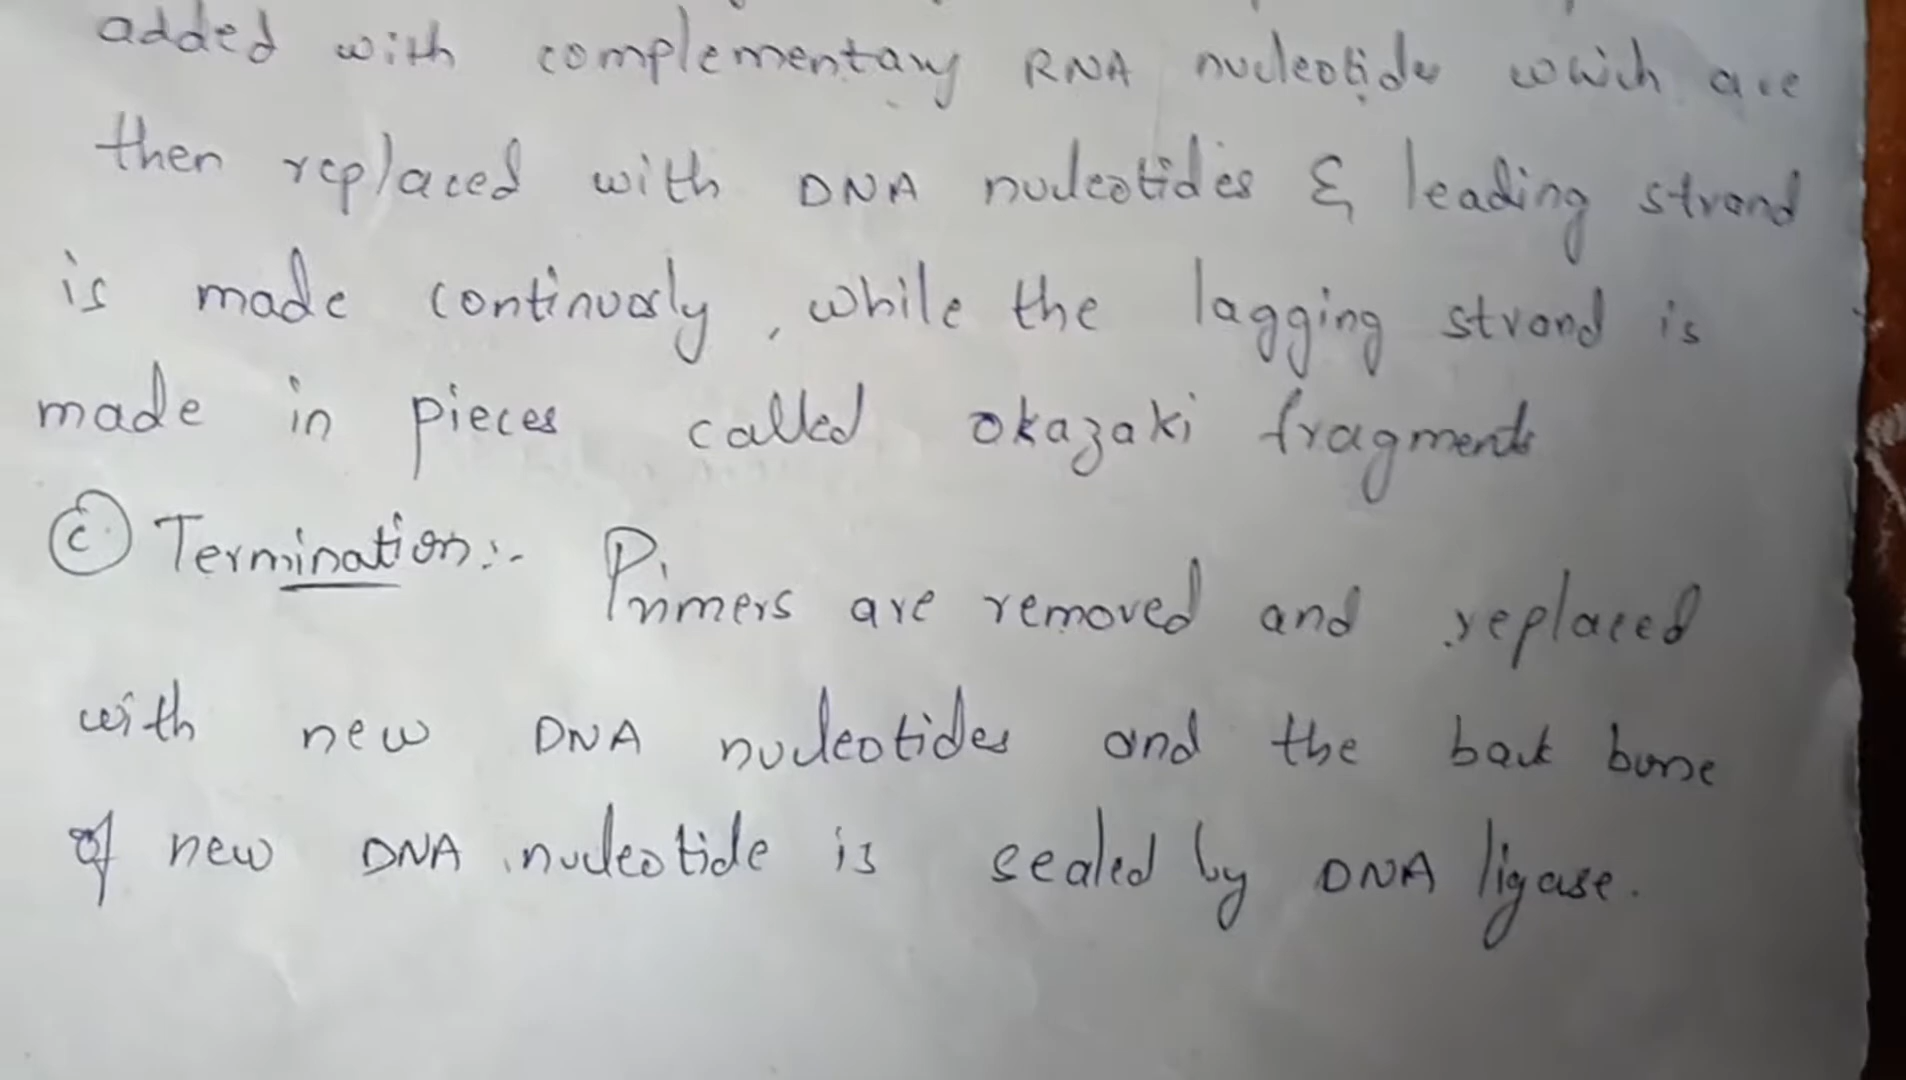 added with complementary RNA nucleotide which are
then replaced with DNA nucleotides & leading strand
is made continuosly, while the lagging strand is
made in pieces called okazaki fragments
(c) Termination:- Primers are removed and replaced
with new DNA nucleotides and the back bone
of new DNA nucleotide is sealed by DNA ligase.